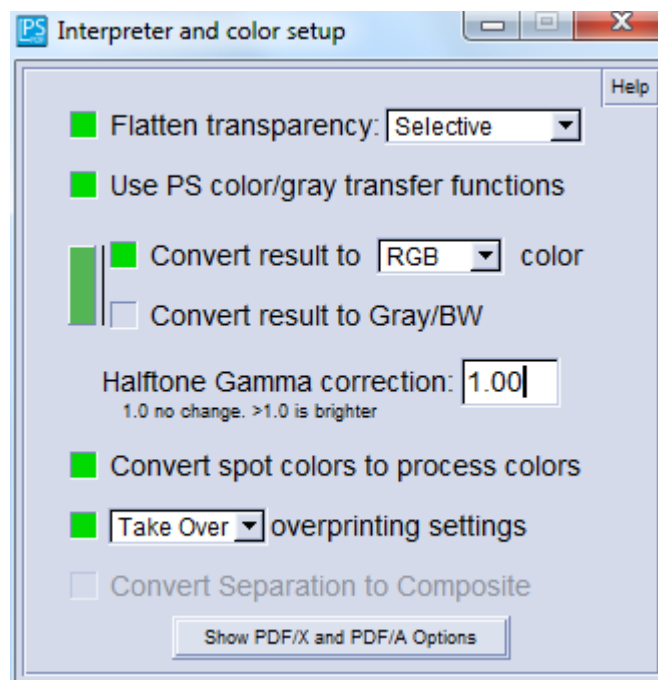 PS Interpreter and color setup
Help
Flatten transparency: Selective
Use PS color/gray transfer functions
Convert result to RGB color
Convert result to Gray/BW
Halftone Gamma correction: 1.00
1.0 no change. >1.0 is brighter
Convert spot colors to process colors
Take Over overprinting settings
Convert Separation to Composite
Show PDF/X and PDF/A Options